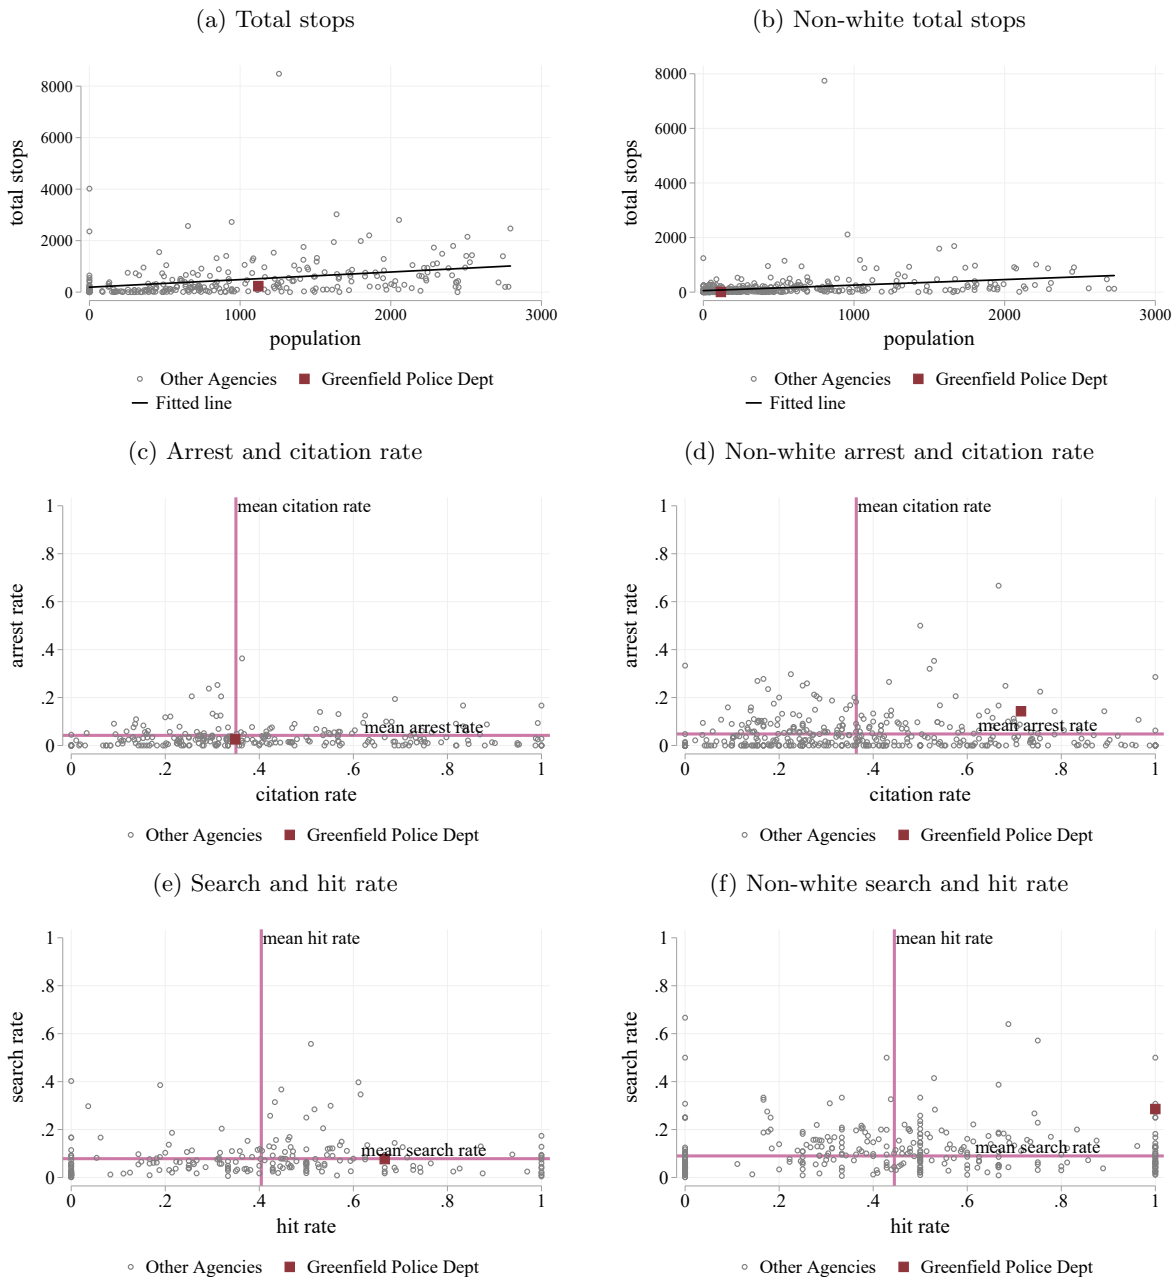 (a) Total stops
(b) Non-white total stops
total stops
8000
6000
4000
2000
0
0
1000
2000
3000
population
Other Agencies
Greenfield Police Dept
Fitted line
total stops
8000
6000
4000
2000
0
0
1000
2000
3000
population
Other Agencies
Greenfield Police Dept
Fitted line
(c) Arrest and citation rate
(d) Non-white arrest and citation rate
arrest rate
1
.8
.6
.4
.2
0
mean citation rate
mean arrest rate
0
.2
.4
.6
.8
1
citation rate
Other Agencies
Greenfield Police Dept
arrest rate
1
.8
.6
.4
.2
0
mean citation rate
mean arrest rate
0
.2
.4
.6
.8
1
citation rate
Other Agencies
Greenfield Police Dept
(e) Search and hit rate
(f) Non-white search and hit rate
search rate
1
.8
.6
.4
.2
0
mean hit rate
mean search rate
0
.2
.4
.6
.8
1
hit rate
Other Agencies
Greenfield Police Dept
search rate
1
.8
.6
.4
.2
0
mean hit rate
mean search rate
0
.2
.4
.6
.8
1
hit rate
Other Agencies
Greenfield Police Dept